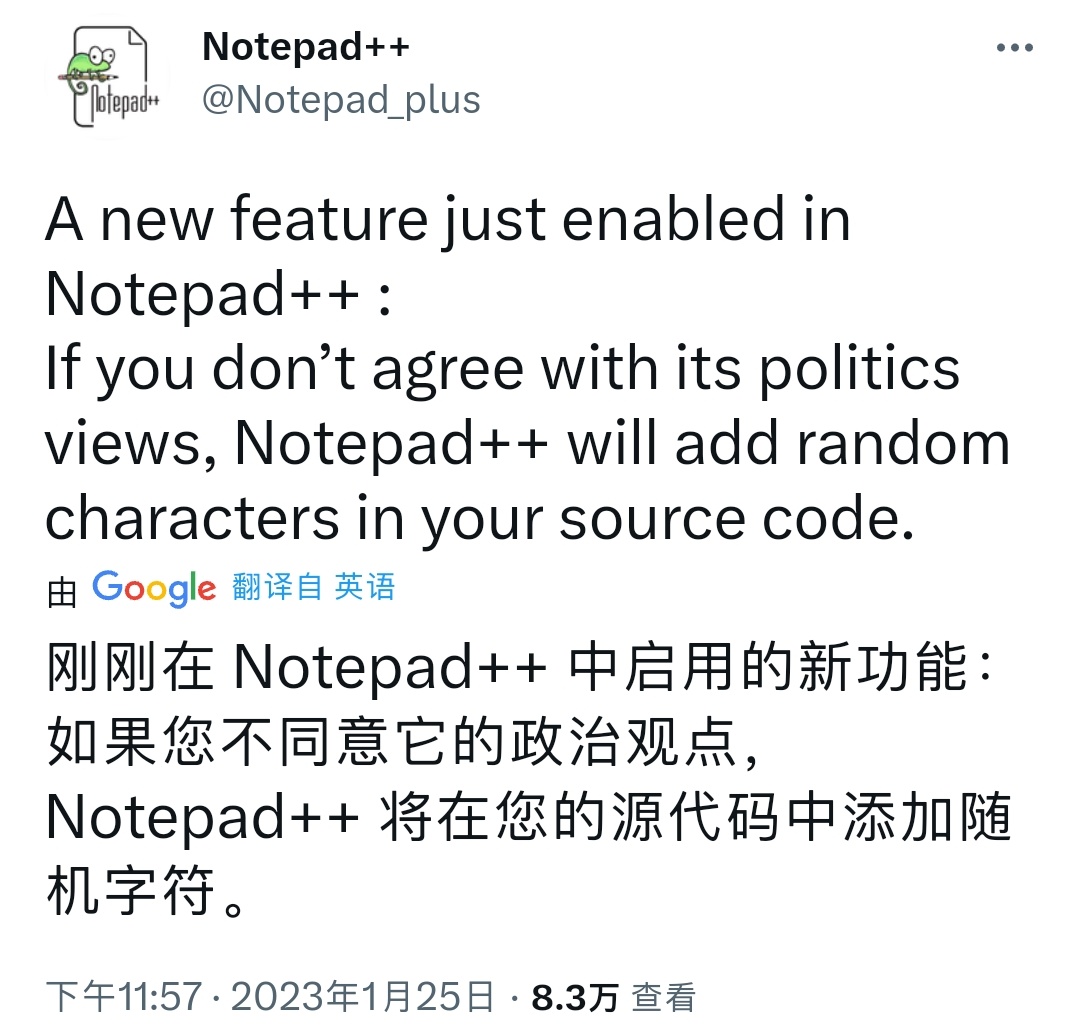 Notepad++
Notepad++
@Notepad_plus
A new feature just enabled in
Notepad++ :
If you don’t agree with its politics
views, Notepad++ will add random
characters in your source code.
由 Google 翻译自 英语
刚刚在 Notepad++ 中启用的新功能：
如果您不同意它的政治观点，
Notepad++ 将在您的源代码中添加随
机字符。
下午11:57 · 2023年1月25日 · 8.3万 查看